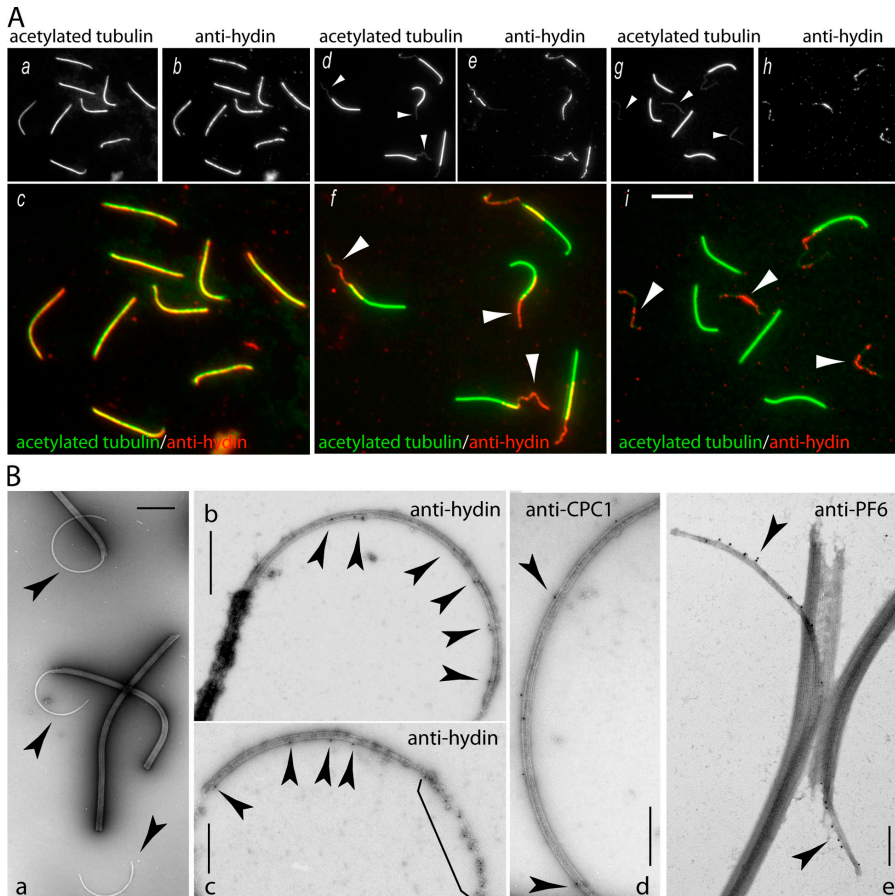 A
acetylated tubulin anti-hydin acetylated tubulin anti-hydin acetylated tubulin anti-hydin
a b d e g h
c f i
acetylated tubulin/anti-hydin acetylated tubulin/anti-hydin acetylated tubulin/anti-hydin
B
b anti-hydin anti-CPC1 anti-PF6
anti-hydin
a c d e